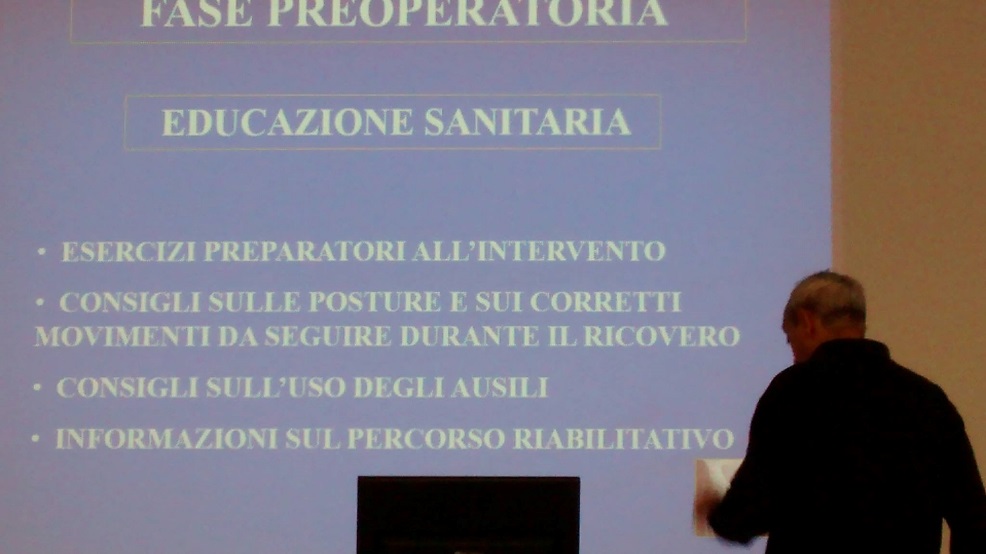 FASE PREOPERATORIA
EDUCAZIONE SANITARIA
• ESERCIZI PREPARATORI ALL'INTERVENTO
• CONSIGLI SULLE POSTURE E SUI CORRETTI
MOVIMENTI DA SEGUIRE DURANTE IL RICOVERO
• CONSIGLI SULL'USO DEGLI AUSILI
• INFORMAZIONI SUL PERCORSO RIABILITATIVO